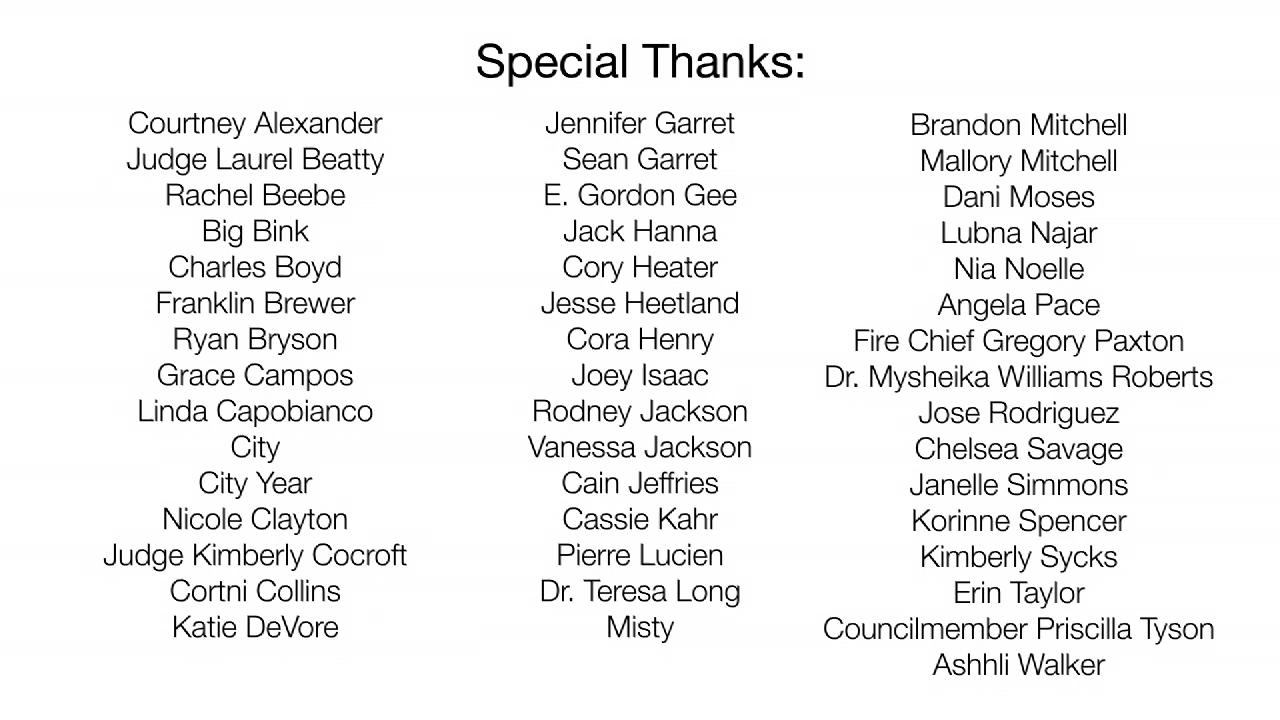 Special Thanks:
Courtney Alexander
Judge Laurel Beatty
Rachel Beebe
Big Bink
Charles Boyd
Franklin Brewer
Ryan Bryson
Grace Campos
Linda Capobianco
City
City Year
Nicole Clayton
Judge Kimberly Cocroft
Cortni Collins
Katie DeVore
Jennifer Garret
Sean Garret
E. Gordon Gee
Jack Hanna
Cory Heater
Jesse Heetland
Cora Henry
Joey Isaac
Rodney Jackson
Vanessa Jackson
Cain Jeffries
Cassie Kahr
Pierre Lucien
Dr. Teresa Long
Misty
Brandon Mitchell
Mallory Mitchell
Dani Moses
Lubna Najar
Nia Noelle
Angela Pace
Fire Chief Gregory Paxton
Dr. Mysheika Williams Roberts
Jose Rodriguez
Chelsea Savage
Janelle Simmons
Korinne Spencer
Kimberly Sycks
Erin Taylor
Councilmember Priscilla Tyson
Ashhli Walker